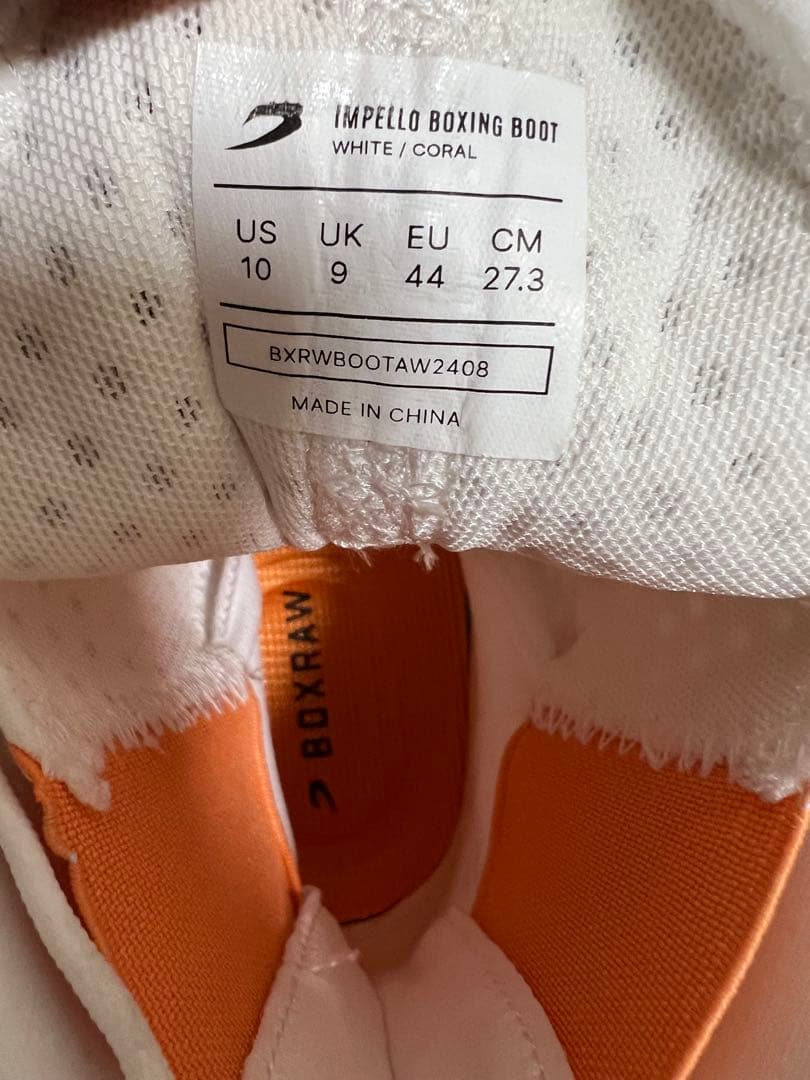 IMPELLO BOXING BOOT
WHITE / CORAL
US UK EU CM
10 9 44 27.3
BXRWBOOTAW2408
MADE IN CHINA
BOXRAW